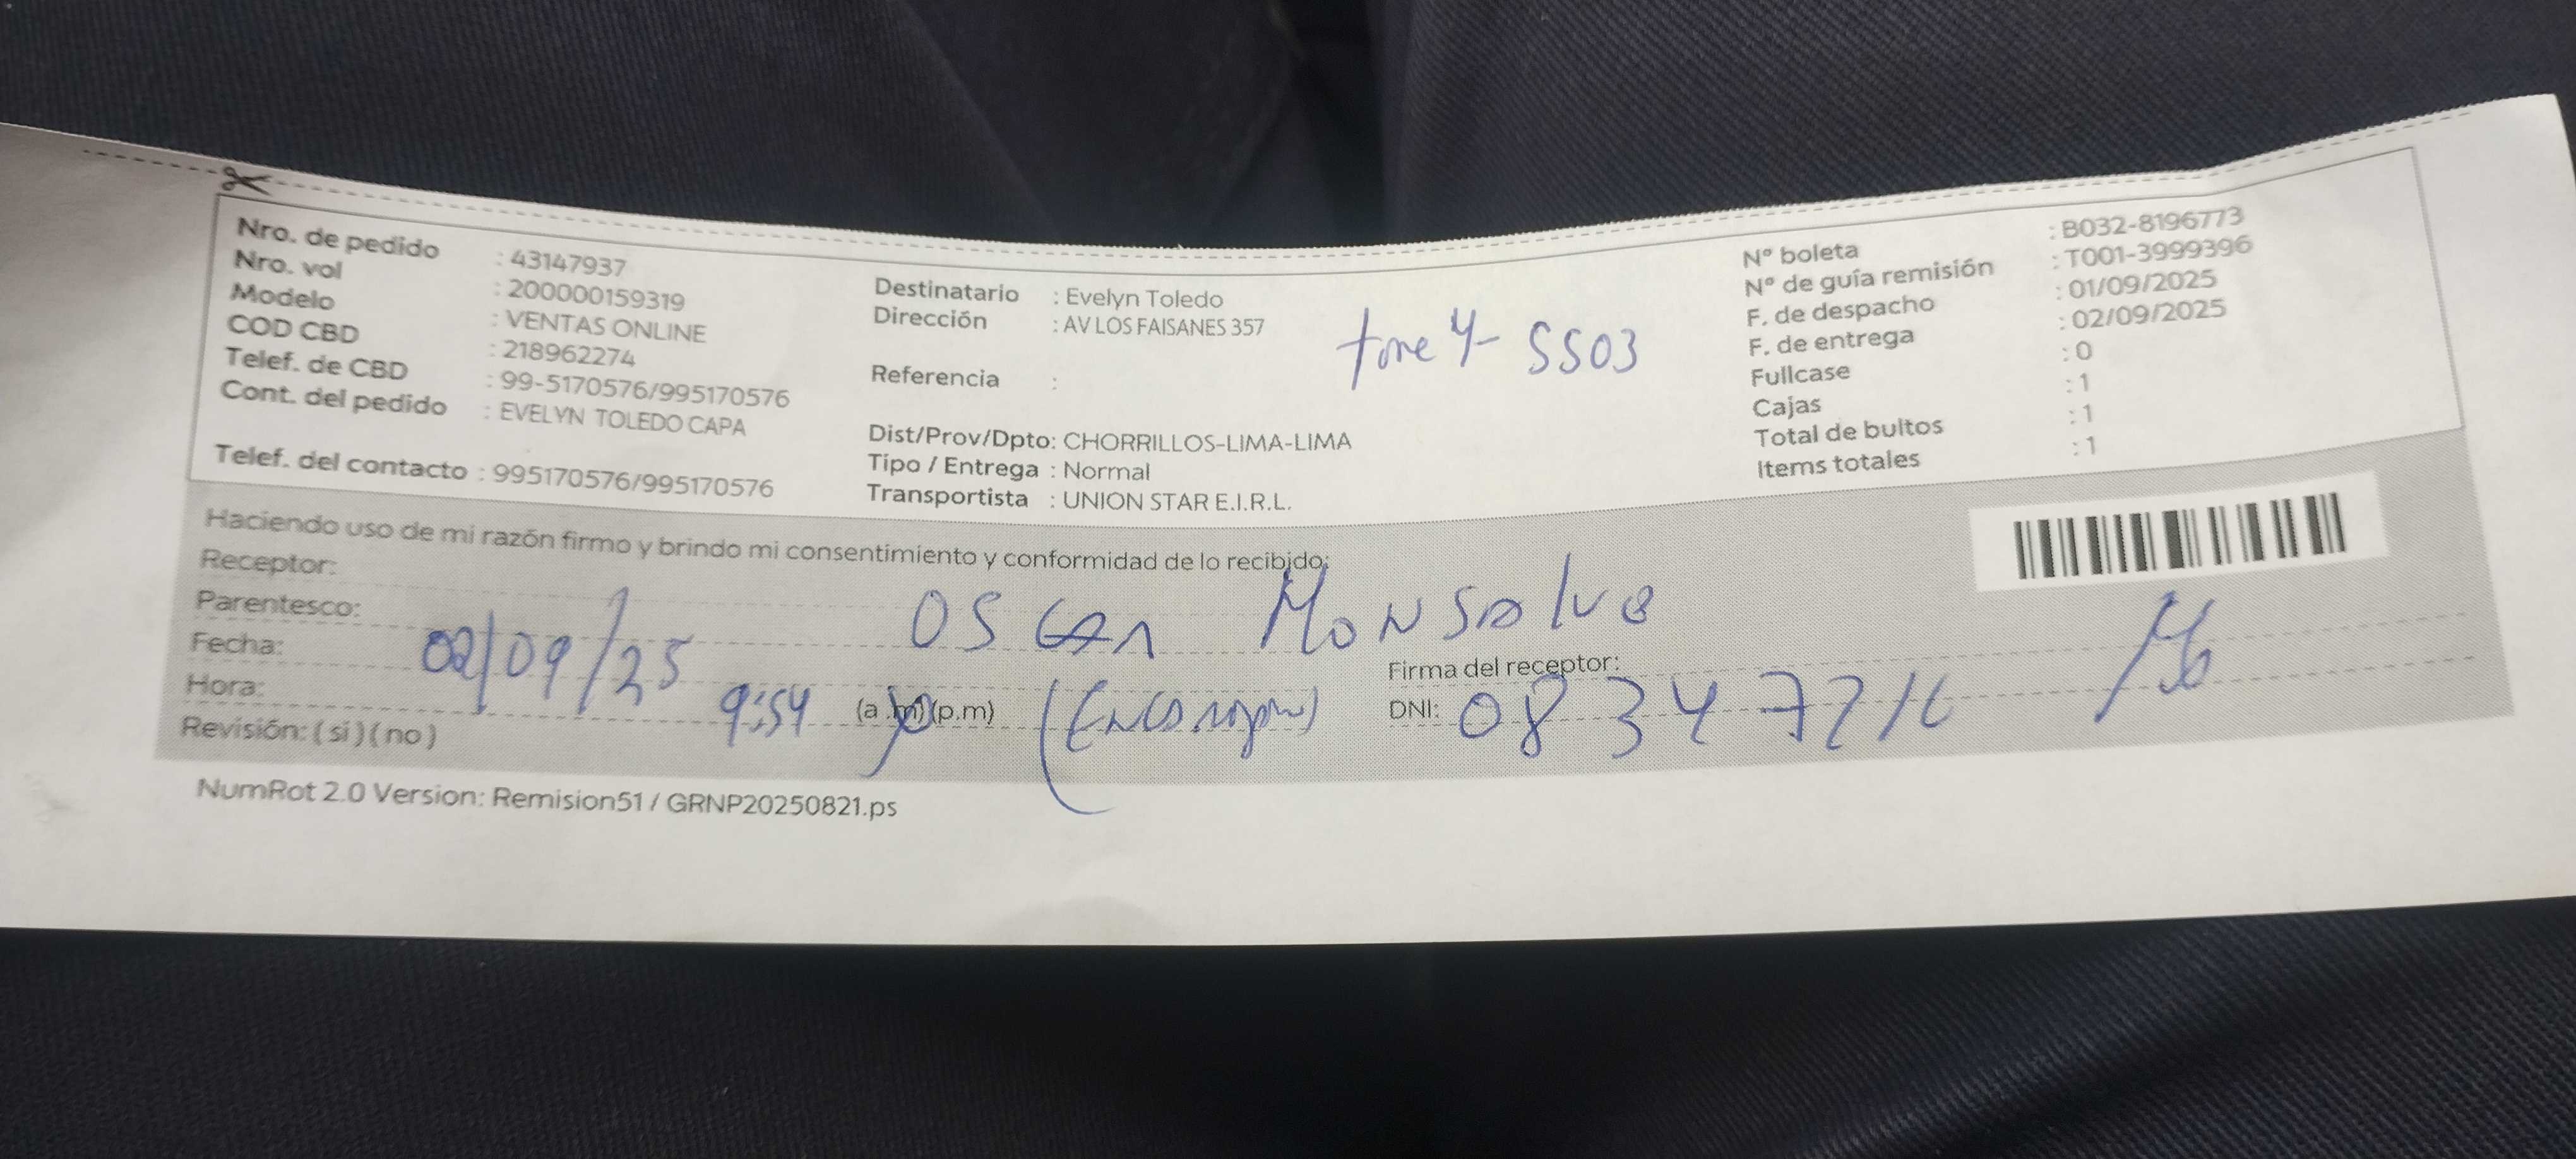 Nro. de pedido : 43147937
Nro. vol : 200000159319
Modelo : VENTAS ONLINE
COD CBD : 218962274
Telef. de CBD : 99-5170576/995170576
Cont. del pedido : EVELYN TOLEDO CAPA
Telef. del contacto : 995170576/995170576
Destinatario : Evelyn Toledo
Dirección : AV LOS FAISANES 357
Referencia :
Dist/Prov/Dpto: CHORRILLOS-LIMA-LIMA
Tipo / Entrega : Normal
Transportista : UNION STAR E.I.R.L.
4- SS03
N° boleta : B032-8196773
N° de guía remisión : T001-3999396
F. de despacho : 01/09/2025
F. de entrega : 02/09/2025
Fullcase : 0
Cajas : 1
Total de bultos : 1
Items totales : 1
Haciendo uso de mi razón firmo y brindo mi consentimiento y conformidad de lo recibido:
Receptor:
Parentesco: OSCAR MONSALVE
Fecha: 02/09/25
Firma del receptor:
Hora: 9:54 (a .m) (p.m)
DNI: 08347216
Revisión: ( si ) ( no )
NumRot 2.0 Version: Remision51 / GRNP20250821.ps